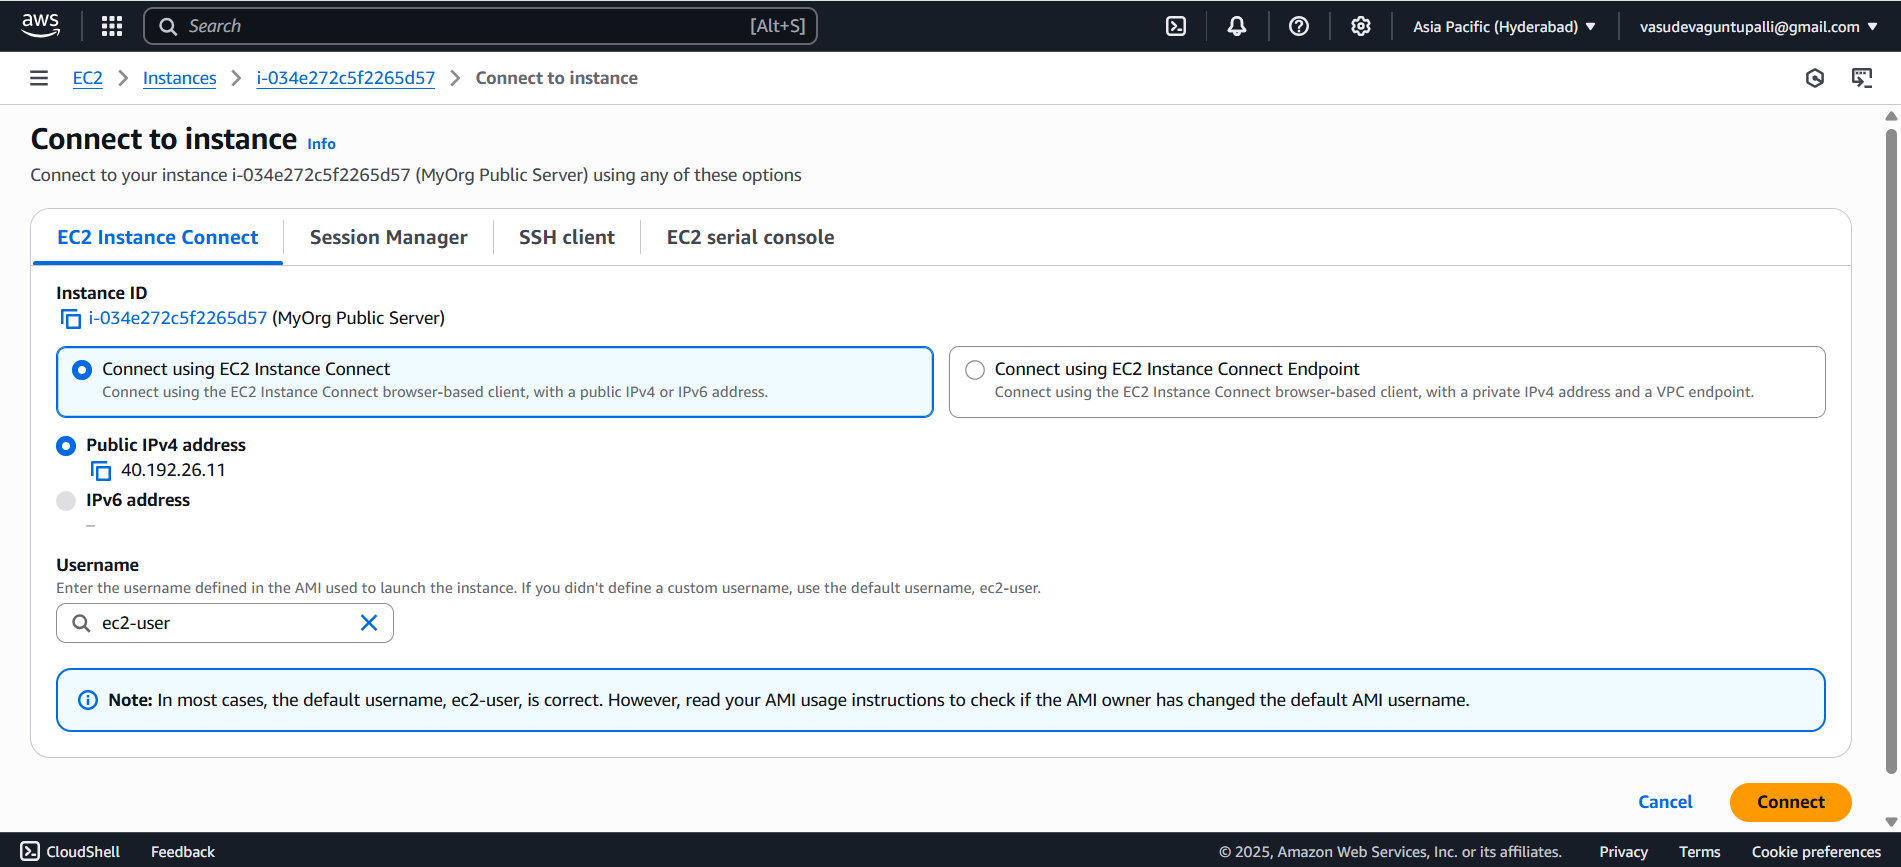 aws
Search [Alt+S]
Asia Pacific (Hyderabad)
vasudevaguntupalli@gmail.com
EC2 > Instances > i-034e272c5f2265d57 > Connect to instance
Connect to instance Info
Connect to your instance i-034e272c5f2265d57 (MyOrg Public Server) using any of these options
EC2 Instance Connect
Session Manager
SSH client
EC2 serial console
Instance ID
i-034e272c5f2265d57 (MyOrg Public Server)
Connect using EC2 Instance Connect
Connect using the EC2 Instance Connect browser-based client, with a public IPv4 or IPv6 address.
Connect using EC2 Instance Connect Endpoint
Connect using the EC2 Instance Connect browser-based client, with a private IPv4 address and a VPC endpoint.
Public IPv4 address
40.192.26.11
IPv6 address
–
Username
Enter the username defined in the AMI used to launch the instance. If you didn't define a custom username, use the default username, ec2-user.
ec2-user
Note: In most cases, the default username, ec2-user, is correct. However, read your AMI usage instructions to check if the AMI owner has changed the default AMI username.
Cancel
Connect
CloudShell
Feedback
© 2025, Amazon Web Services, Inc. or its affiliates.
Privacy
Terms
Cookie preferences